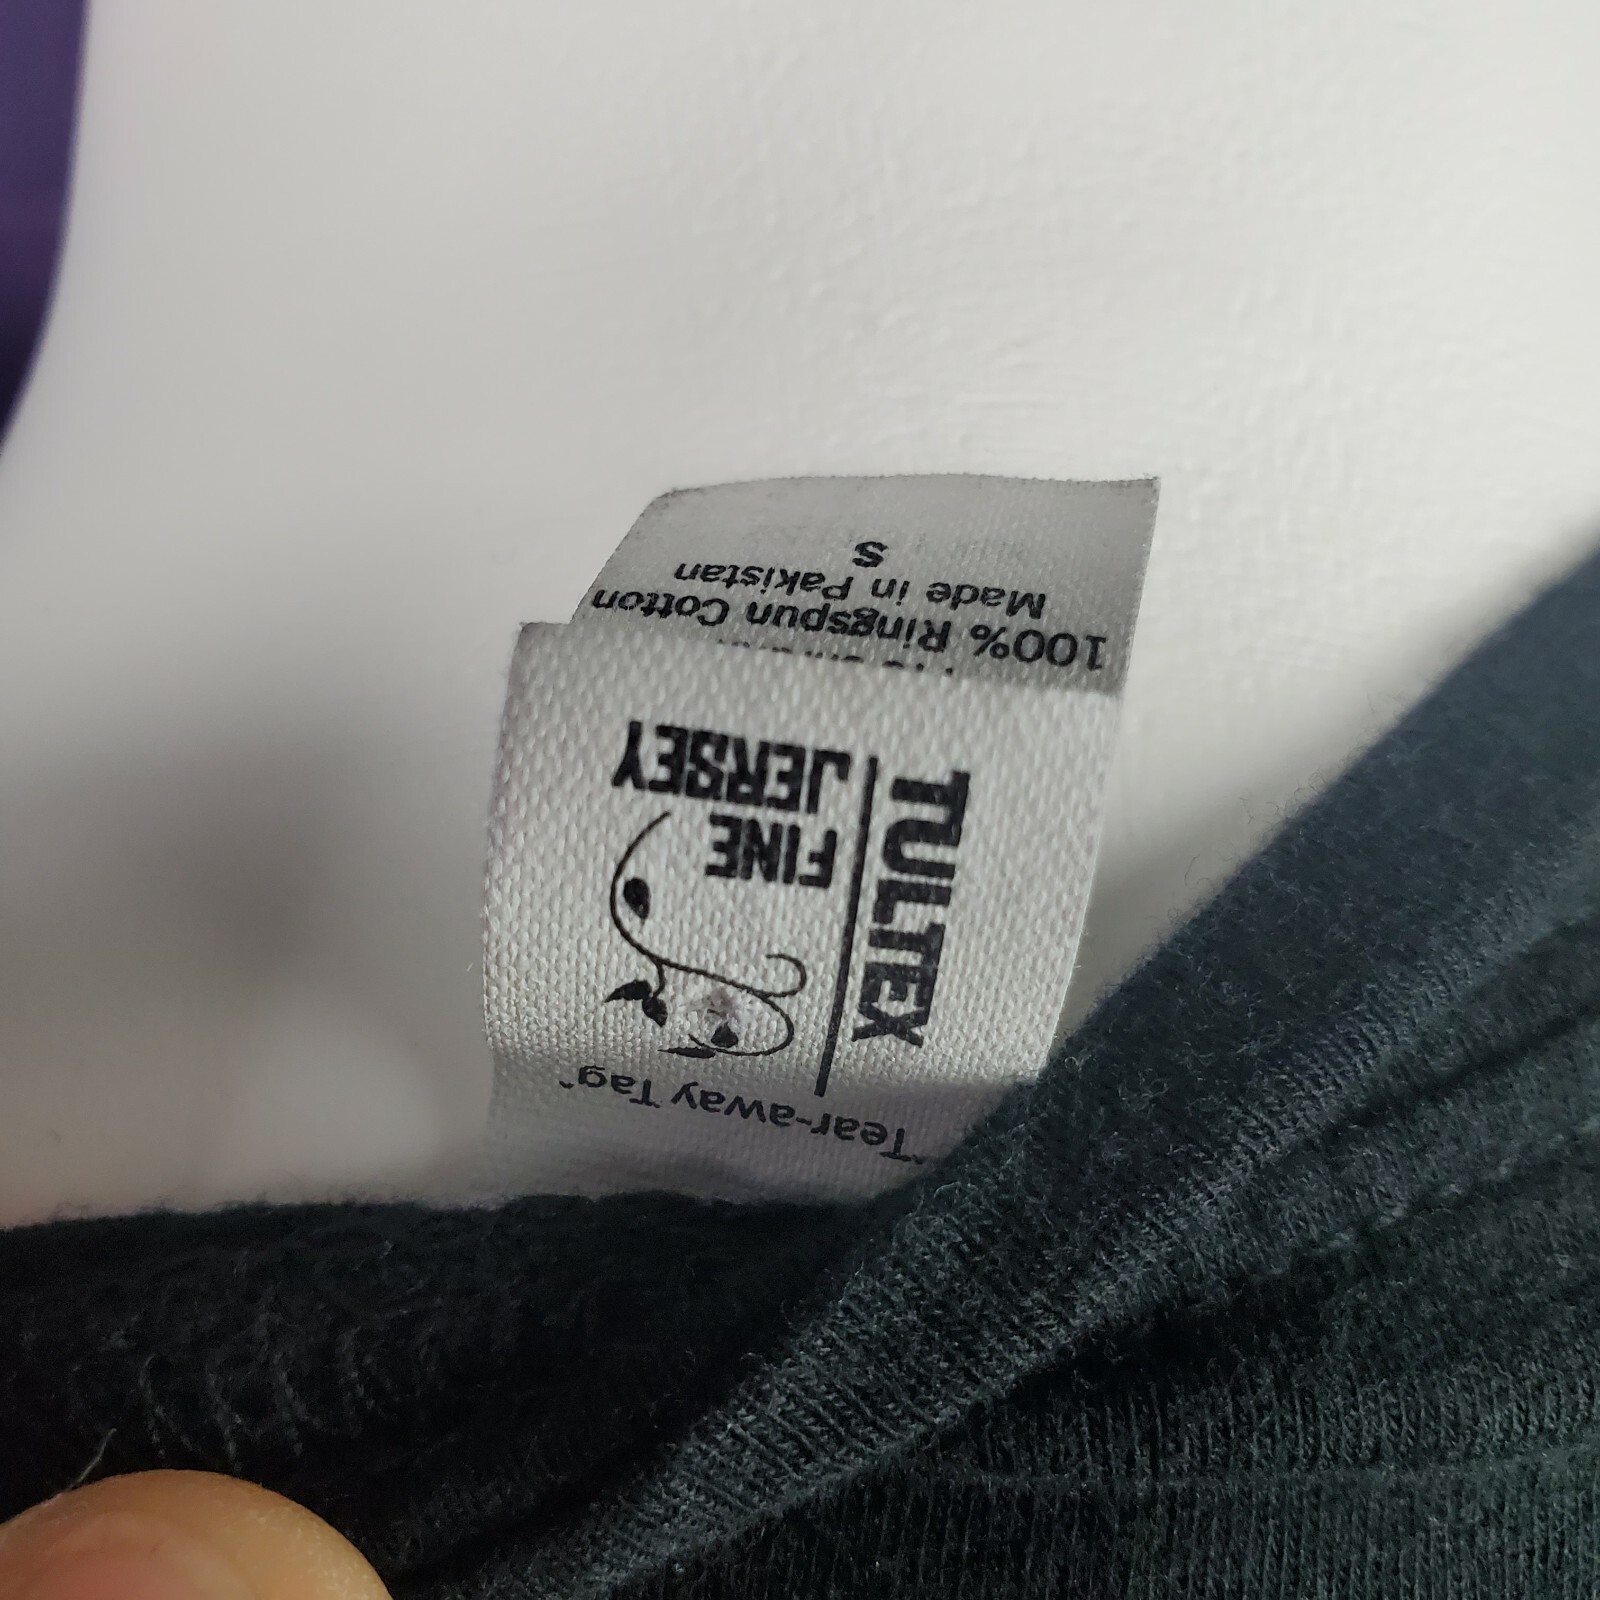 "Tear-away Tag"
TULTEX
FINE
JERSEY
100% Ringspun Cotton
Made in Pakistan
S